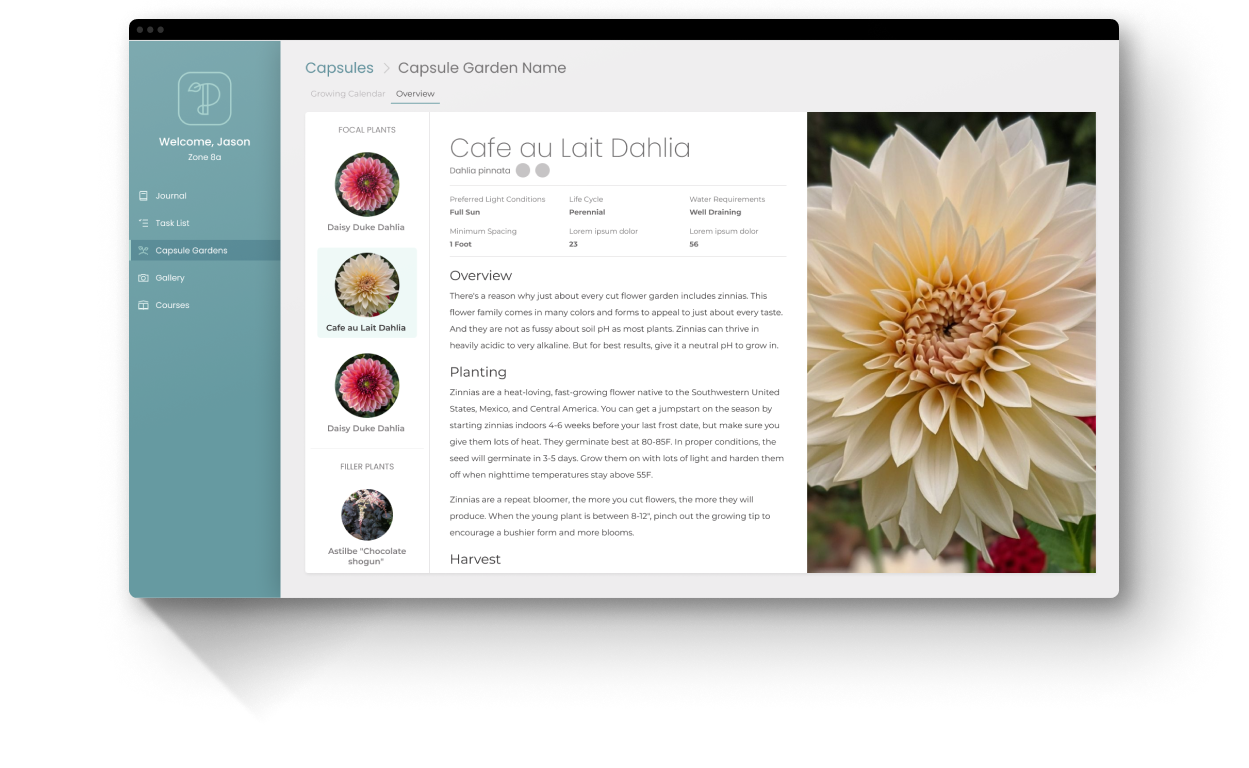 Capsules > Capsule Garden Name
Growing Calendar Overview
Welcome, Jason
Zone 8a
Journal
Task List
Capsule Gardens
Gallery
Courses
FOCAL PLANTS
Daisy Duke Dahlia
Cafe au Lait Dahlia
Daisy Duke Dahlia
FILLER PLANTS
Astilbe "Chocolate
shogun"
Cafe au Lait Dahlia
Dahlia pinnata
Preferred Light Conditions Life Cycle Water Requirements
Full Sun Perennial Well Draining
Minimum Spacing Lorem ipsum dolor Lorem ipsum dolor
1 Foot 23 56
Overview
There's a reason why just about every cut flower garden includes zinnias. This
flower family comes in many colors and forms to appeal to just about every taste.
And they are not as fussy about soil pH as most plants. Zinnias can thrive in
heavily acidic to very alkaline. But for best results, give it a neutral pH to grow in.
Planting
Zinnias are a heat-loving, fast-growing flower native to the Southwestern United
States, Mexico, and Central America. You can get a jumpstart on the season by
starting zinnias indoors 4-6 weeks before your last frost date, but make sure you
give them lots of heat. They germinate best at 80-85F. In proper conditions, the
seed will germinate in 3-5 days. Grow them on with lots of light and harden them
off when nighttime temperatures stay above 55F.
Zinnias are a repeat bloomer, the more you cut flowers, the more they will
produce. When the young plant is between 8-12", pinch out the growing tip to
encourage a bushier form and more blooms.
Harvest